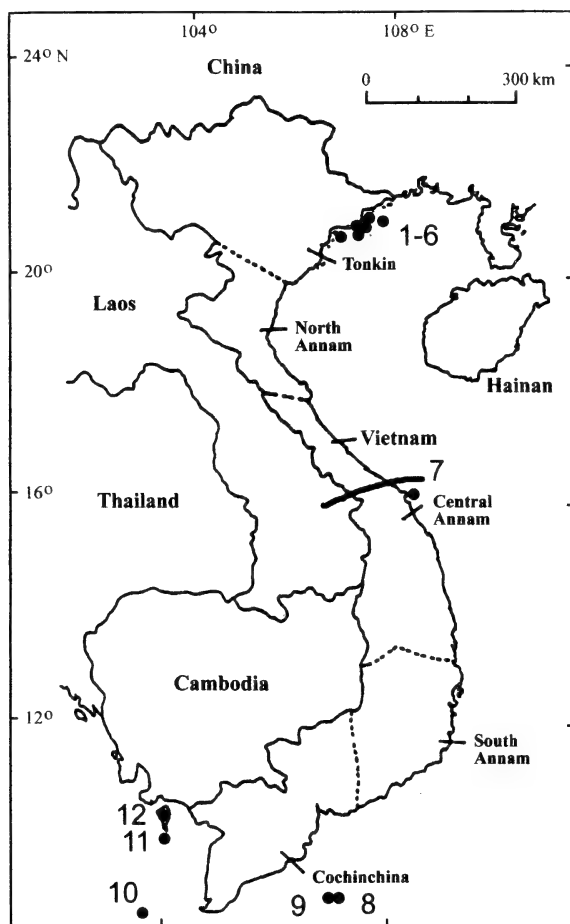 104° 108° E
24° N
China
0 300 km
1-6
Tonkin
20°
Laos
North
Annam
Hainan
Vietnam
7
16°
Thailand
Central
Annam
Cambodia
12°
South
Annam
12
11
Cochinchina
10
9 8